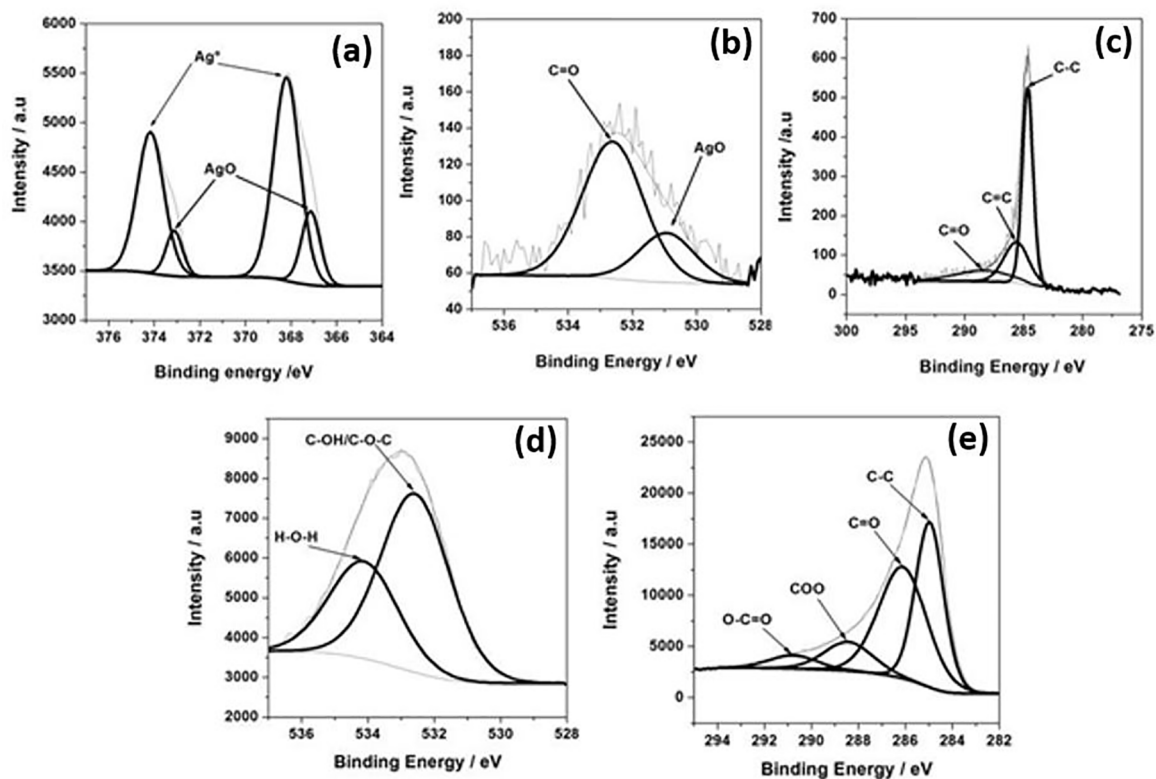 (a)
Ag°
AgO
Intensity / a.u
6000
5500
5000
4500
4000
3500
3000
376 374 372 370 368 366 364
Binding energy /eV
(b)
C=O
AgO
Intensity / a.u
200
180
160
140
120
100
80
60
40
536 534 532 530 528
Binding Energy / eV
(c)
C-C
C=C
C=O
Intensity /a.u
700
600
500
400
300
200
100
0
300 295 290 285 280 275
Binding Energy / eV
(d)
C-OH/C-O-C
H-O-H
Intensity / a.u
9000
8000
7000
6000
5000
4000
3000
2000
536 534 532 530 528
Binding Energy / eV
(e)
C-C
C=O
COO
O-C=O
Intensity / a.u
25000
20000
15000
10000
5000
0
294 292 290 288 286 284 282
Binding Energy / eV